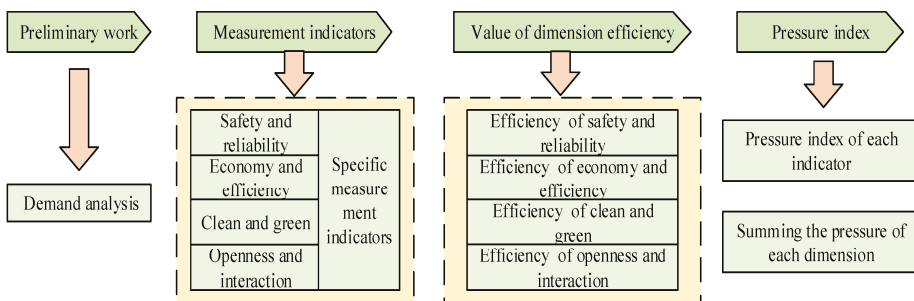 Preliminary work
Measurement indicators
Value of dimension efficiency
Pressure index
Demand analysis
Safety and
reliability
Economy and
efficiency
Clean and green
Openness and
interaction
Specific
measure
ment
indicators
Efficiency of safety and
reliability
Efficiency of economy and
efficiency
Efficiency of clean and
green
Efficiency of openness and
interaction
Pressure index of each
indicator
Summing the pressure of
each dimension